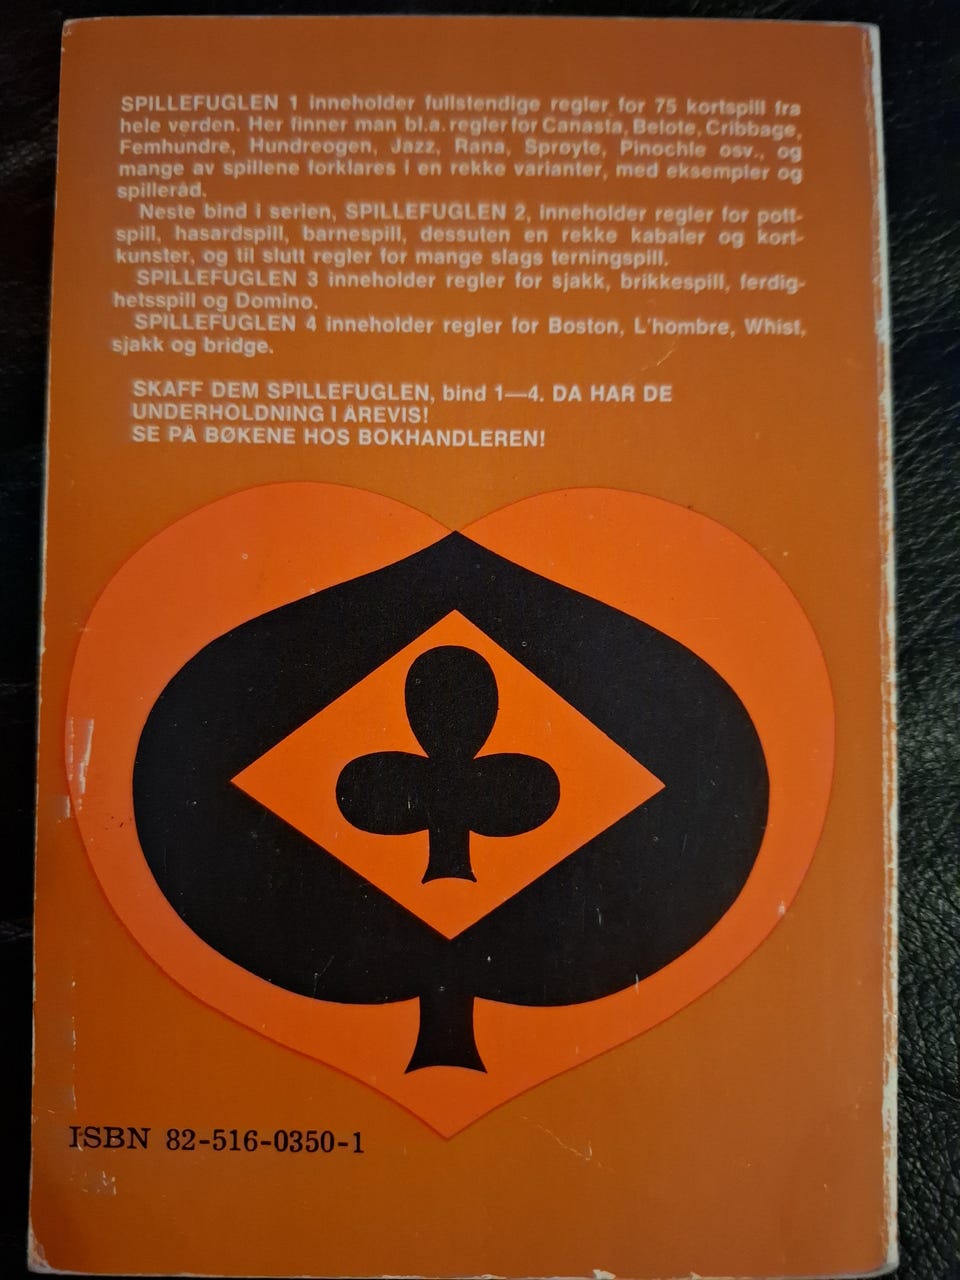 SPILLEFUGLEN 1 inneholder fullstendige regler for 75 kortspill fra
hele verden. Her finner man bl.a. regler for Canasta, Belote, Cribbage,
Femhundre, Hundreogen, Jazz, Rana, Sprøyte, Pinochle osv., og
mange av spillene forklares i en rekke varianter, med eksempler og
spilleråd.
Neste bind i serien, SPILLEFUGLEN 2, inneholder regler for pott-
spill, hasardspill, barnespill, dessuten en rekke kabaler og kort-
kunster, og til slutt regler for mange slags terningspill.
SPILLEFUGLEN 3 inneholder regler for sjakk, brikkespill, ferdig-
hetsspill og Domino.
SPILLEFUGLEN 4 inneholder regler for Boston, L'hombre, Whist,
sjakk og bridge.
SKAFF DEM SPILLEFUGLEN, bind 1—4. DA HAR DE
UNDERHOLDNING I ÅREVIS!
SE PÅ BØKENE HOS BOKHANDLEREN!
ISBN 82-516-0350-1